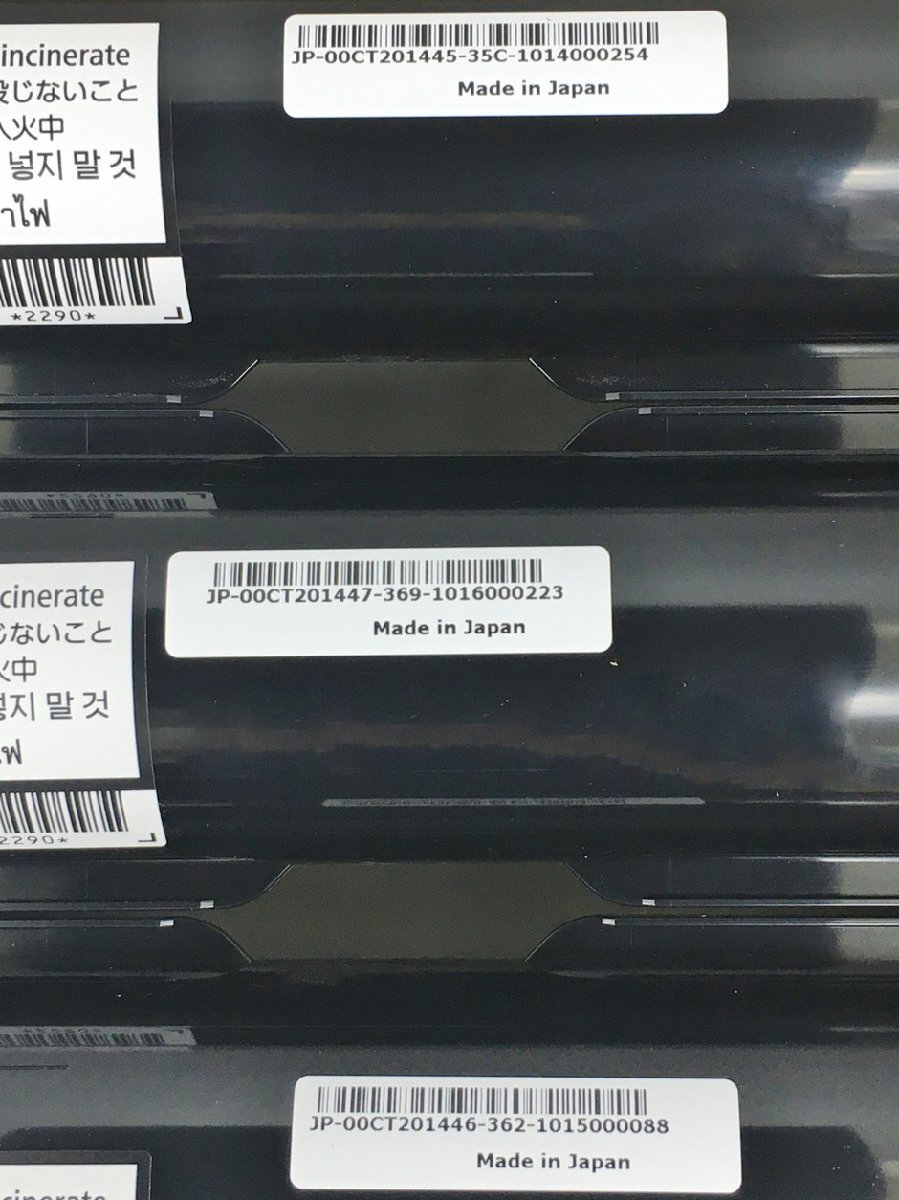 incinerate
投じないこと
入火中
넣지 말 것
าไฟ
*2290*
JP-00CT201445-35C-1014000254
Made in Japan
cinerate
じないこと
火中
넣지 말 것
ไฟ
2290*
JP-00CT201447-369-1016000223
Made in Japan
JP-00CT201446-362-1015000088
Made in Japan
cinerate